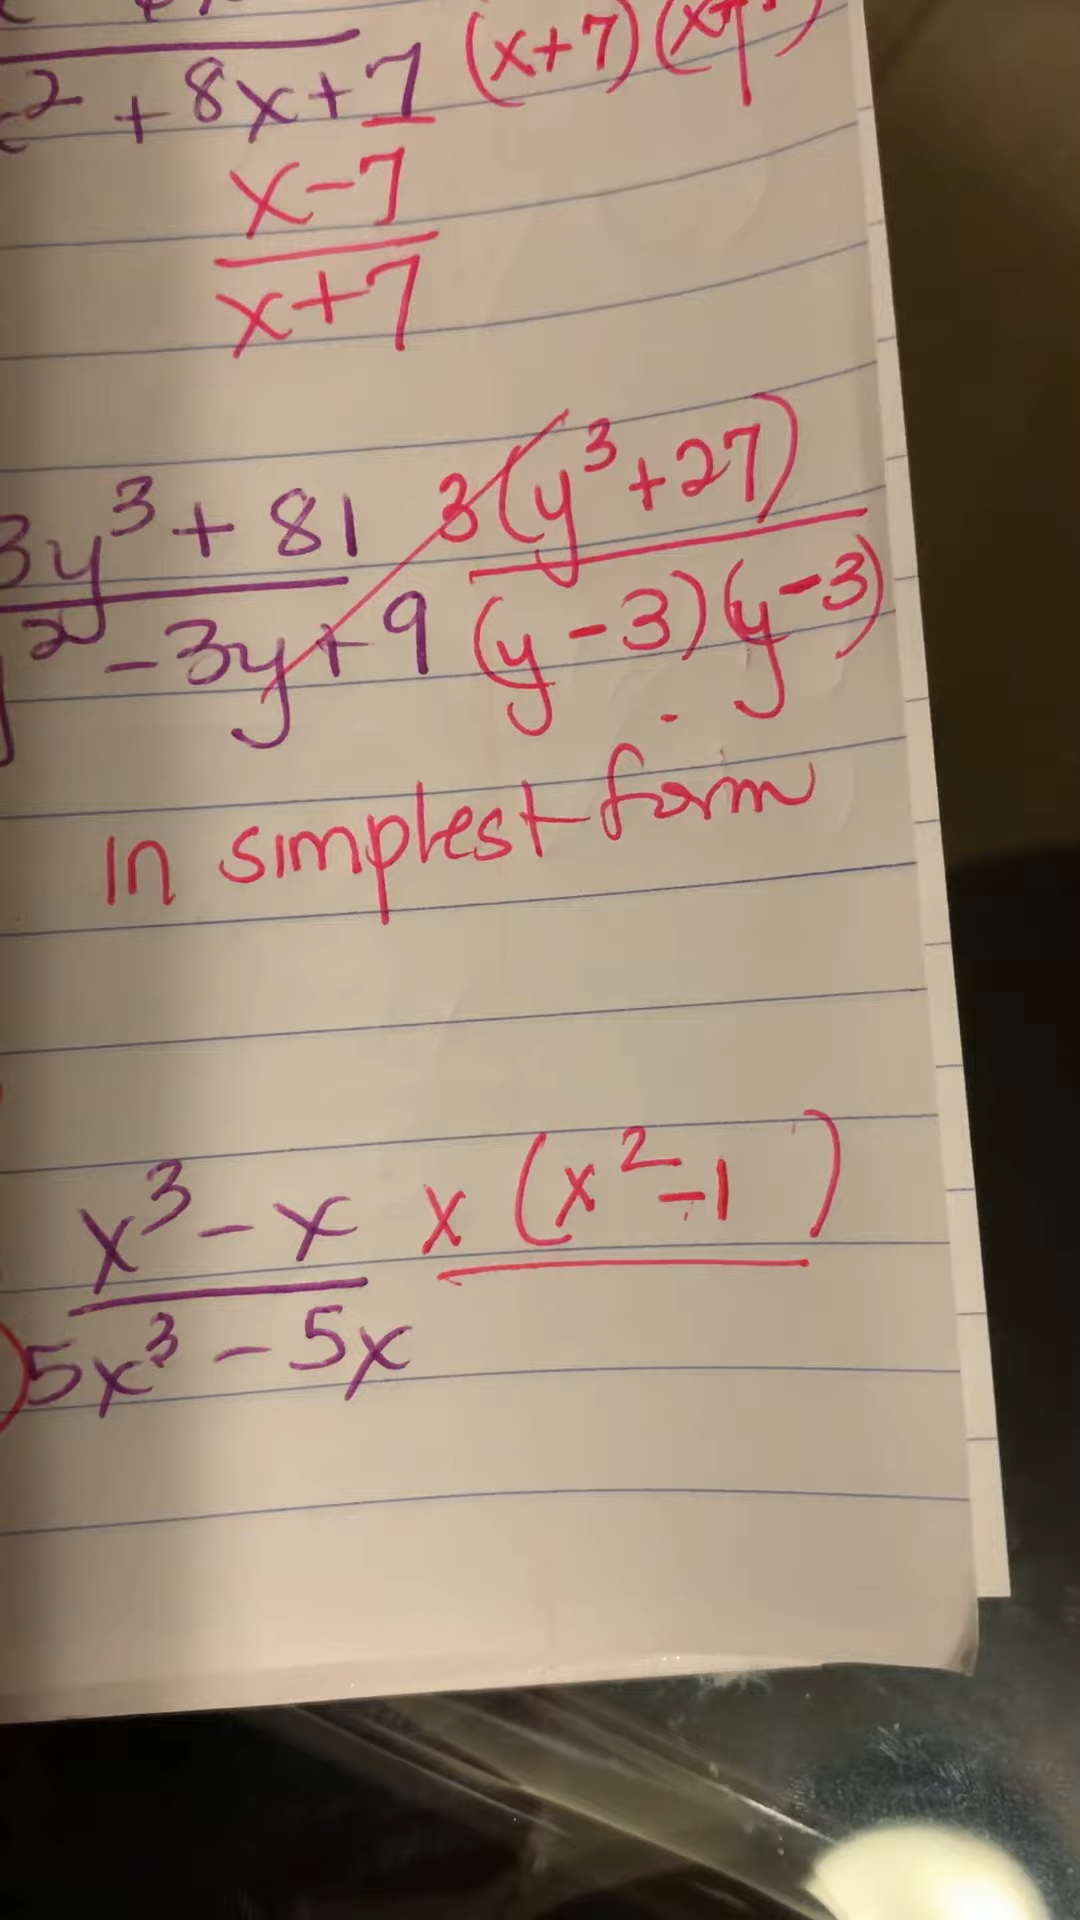 ² + 8x+7 (x+7)(x+
x-7
x+7
3y³ + 81 3(y³+27)
y² - 3y+9 (y-3)(y-3)
in simplest form
x³ - x x (x² - 1 )
5x³ - 5x